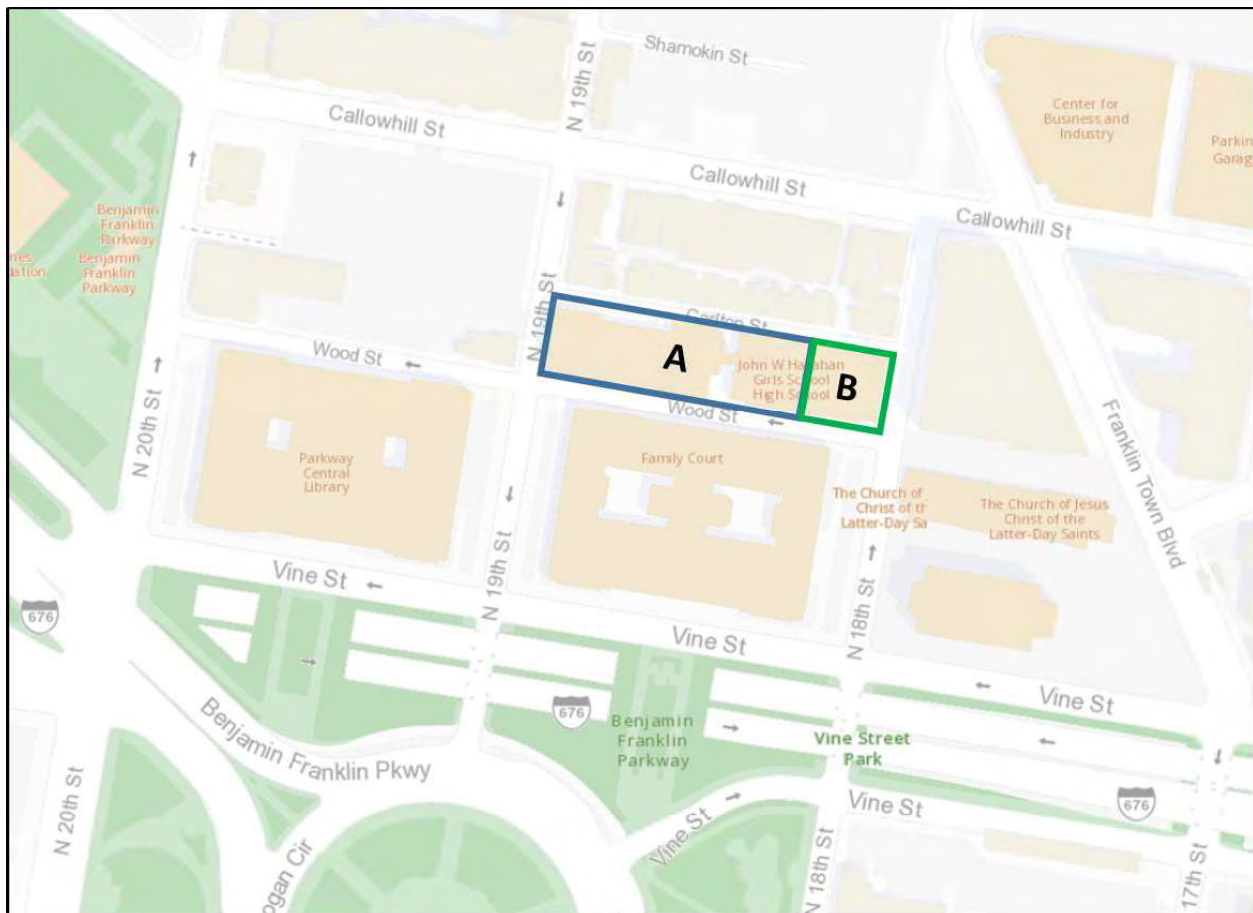 Shamokin St
N 19th St
Callowhill St
Center for
Business and
Industry
Parkin
Garag
Callowhill St
Callowhill St
Benjamin
Franklin
Parkway
Benjamin
Franklin
Parkway
nes
dation
N 19th St
Carlton St
A
John W Hallahan
Girls School
High School
B
Wood St
Wood St
N 20th St
Parkway
Central
Library
Family Court
The Church of
Christ of th
Latter-Day Sa
The Church of Jesus
Christ of the
Latter-Day Saints
Franklin Town Blvd
N 19th St
N 18th St
Vine St
676
Vine St
Vine St
676
Benjamin
Franklin
Parkway
Vine Street
Park
Benjamin Franklin Pkwy
N 20th St
ogan Cir
Vine St
Vine St
676
N 18th St
17th St